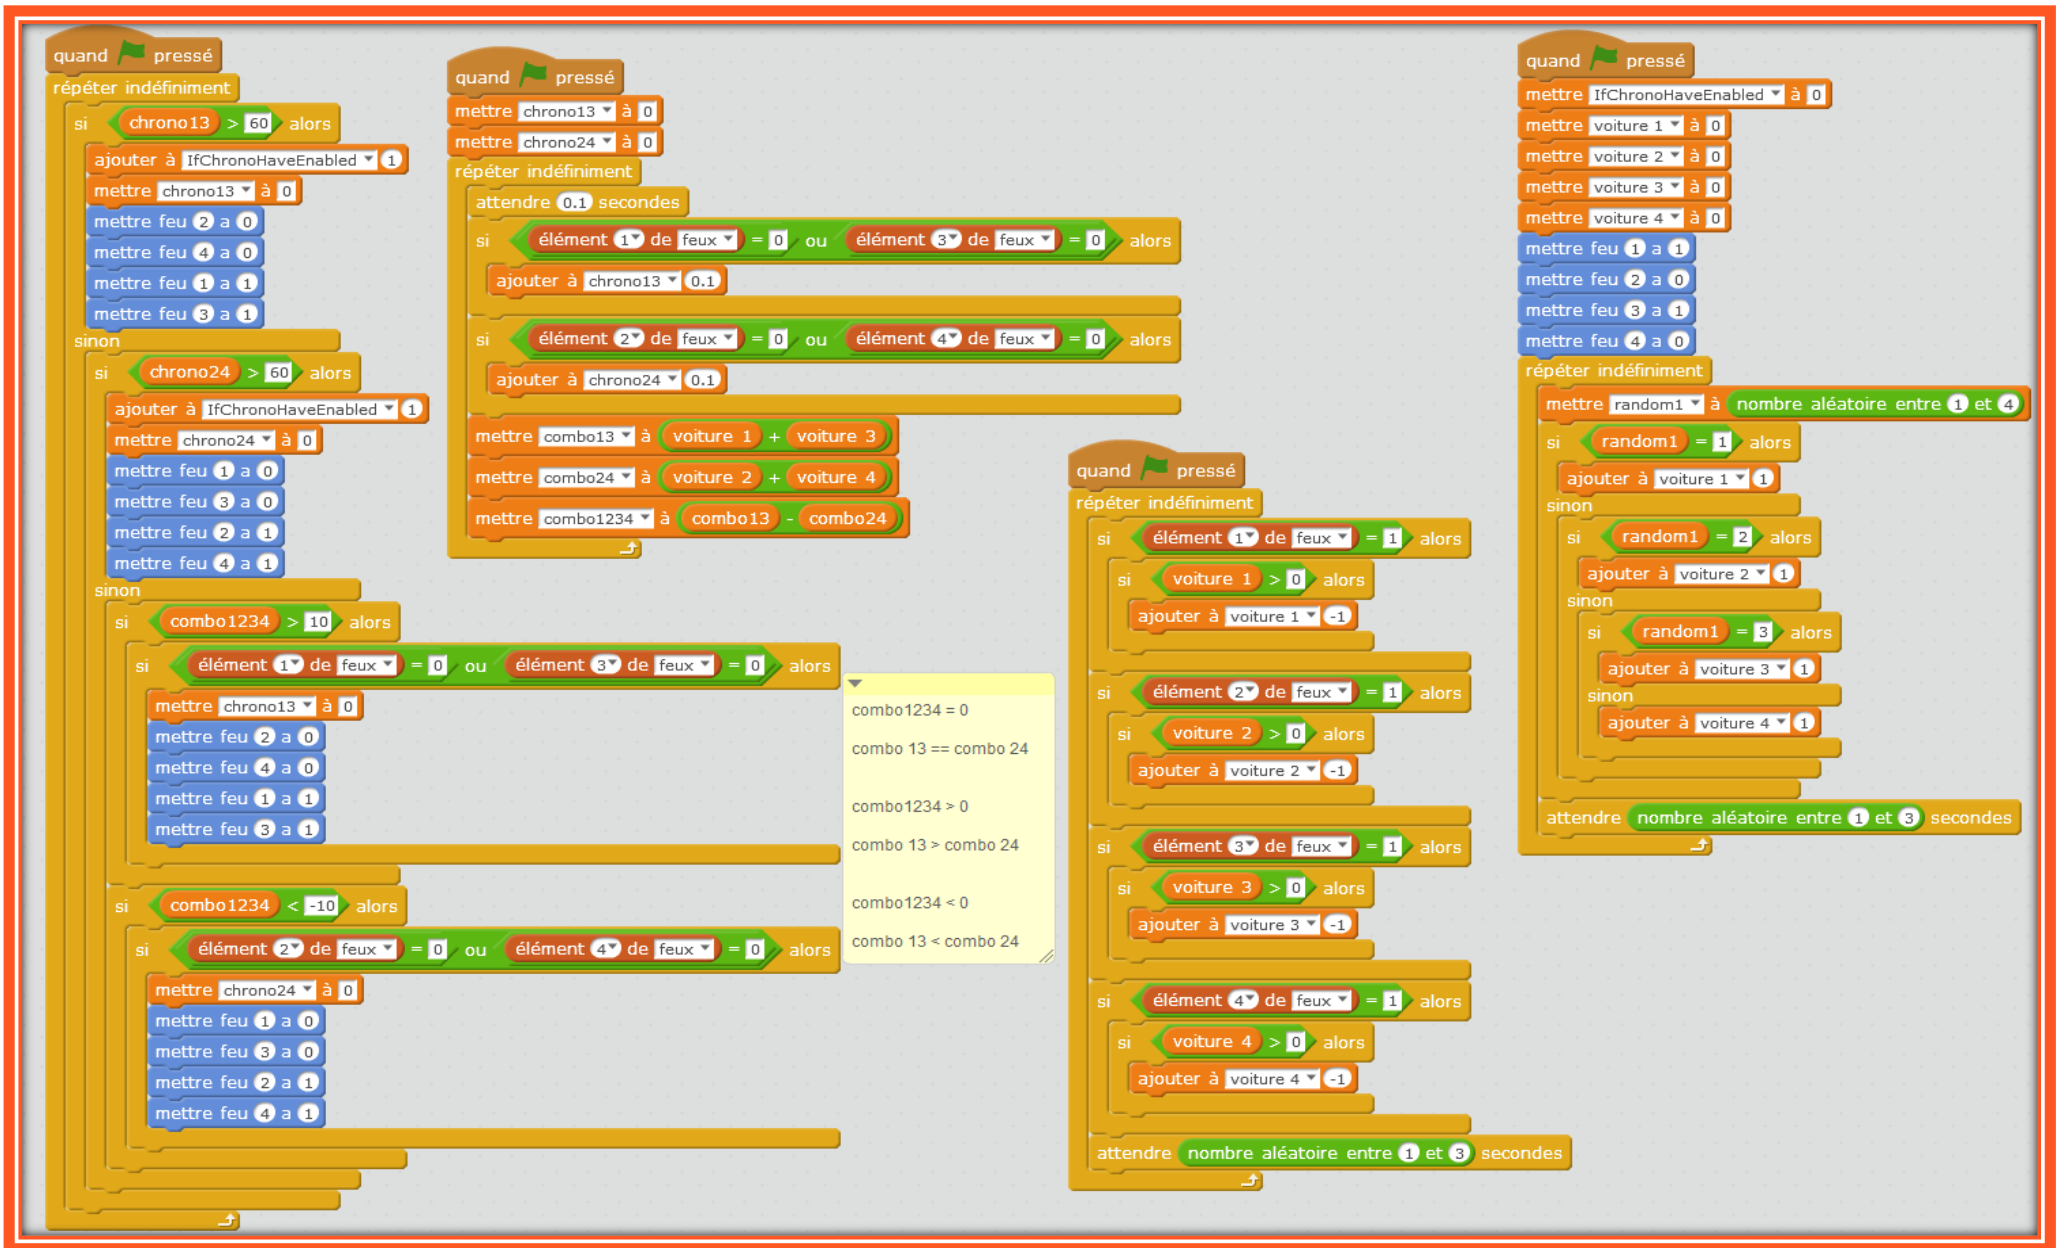 quand pressé
répéter indéfiniment
si chrono13 > 60 alors
ajouter à IfChronoHaveEnabled 1
mettre chrono13 à 0
mettre feu 2 a 0
mettre feu 4 a 0
mettre feu 1 a 1
mettre feu 3 a 1
sinon
si chrono24 > 60 alors
ajouter à IfChronoHaveEnabled 1
mettre chrono24 à 0
mettre feu 1 a 0
mettre feu 3 a 0
mettre feu 2 a 1
mettre feu 4 a 1
sinon
si combo1234 > 10 alors
si élément 1 de feux = 0 ou élément 3 de feux = 0 alors
mettre chrono13 à 0
mettre feu 2 a 0
mettre feu 4 a 0
mettre feu 1 a 1
mettre feu 3 a 1
si combo1234 < -10 alors
si élément 2 de feux = 0 ou élément 4 de feux = 0 alors
mettre chrono24 à 0
mettre feu 1 a 0
mettre feu 3 a 0
mettre feu 2 a 1
mettre feu 4 a 1
quand pressé
mettre chrono13 à 0
mettre chrono24 à 0
répéter indéfiniment
attendre 0.1 secondes
si élément 1 de feux = 0 ou élément 3 de feux = 0 alors
ajouter à chrono13 0.1
si élément 2 de feux = 0 ou élément 4 de feux = 0 alors
ajouter à chrono24 0.1
mettre combo13 à voiture 1 + voiture 3
mettre combo24 à voiture 2 + voiture 4
mettre combo1234 à combo13 - combo24
combo1234 = 0
combo 13 == combo 24
combo1234 > 0
combo 13 > combo 24
combo1234 < 0
combo 13 < combo 24
quand pressé
répéter indéfiniment
si élément 1 de feux = 1 alors
si voiture 1 > 0 alors
ajouter à voiture 1 -1
si élément 2 de feux = 1 alors
si voiture 2 > 0 alors
ajouter à voiture 2 -1
si élément 3 de feux = 1 alors
si voiture 3 > 0 alors
ajouter à voiture 3 -1
si élément 4 de feux = 1 alors
si voiture 4 > 0 alors
ajouter à voiture 4 -1
attendre nombre aléatoire entre 1 et 3 secondes
quand pressé
mettre IfChronoHaveEnabled à 0
mettre voiture 1 à 0
mettre voiture 2 à 0
mettre voiture 3 à 0
mettre voiture 4 à 0
mettre feu 1 a 1
mettre feu 2 a 0
mettre feu 3 a 1
mettre feu 4 a 0
répéter indéfiniment
mettre random1 à nombre aléatoire entre 1 et 4
si random1 = 1 alors
ajouter à voiture 1 1
sinon
si random1 = 2 alors
ajouter à voiture 2 1
sinon
si random1 = 3 alors
ajouter à voiture 3 1
sinon
ajouter à voiture 4 1
attendre nombre aléatoire entre 1 et 3 secondes